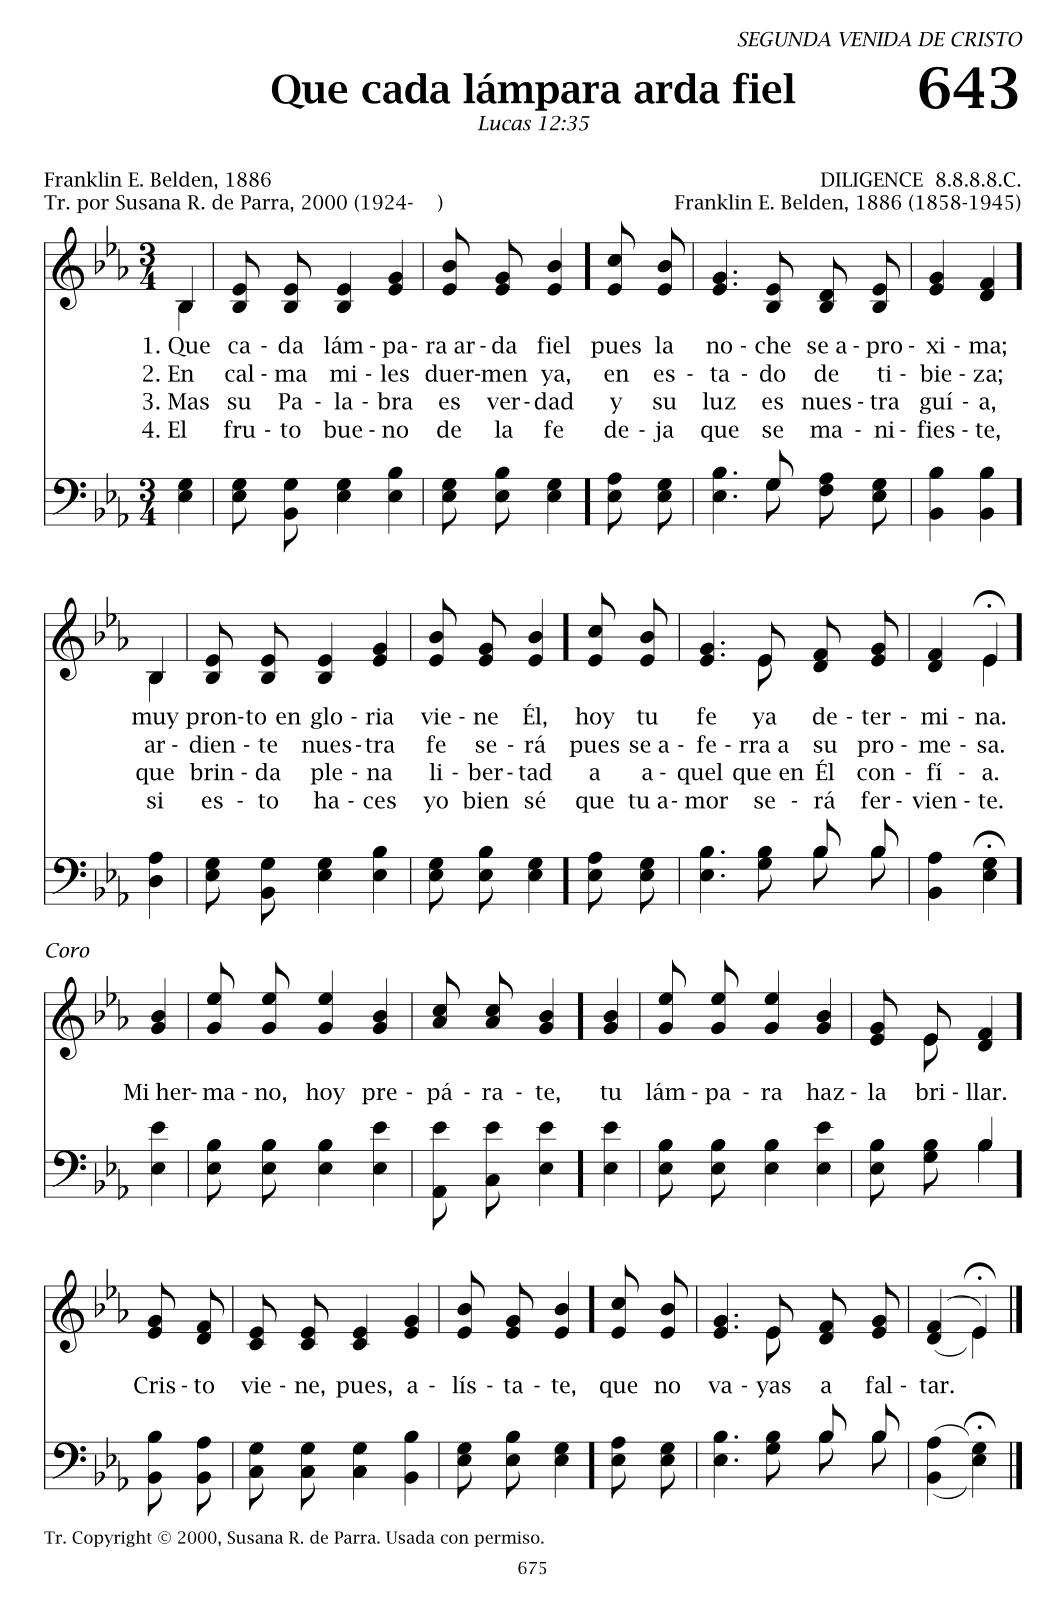 SEGUNDA VENIDA DE CRISTO
Que cada lámpara arda fiel 643
Lucas 12:35
Franklin E. Belden, 1886 DILIGENCE 8.8.8.8.C.
Tr. por Susana R. de Parra, 2000 (1924- ) Franklin E. Belden, 1886 (1858-1945)
3 4
1. Que ca - da lám - pa - ra ar - da fiel pues la no - che se a - pro - xi - ma;
2. En cal - ma mi - les duer - men ya, en es - ta - do de ti - bie - za;
3. Mas su Pa - la - bra es ver - dad y su luz es nues - tra guí - a,
4. El fru - to bue - no de la fe de - ja que se ma - ni - fies - te,
3 4
muy pron - to en glo - ria vie - ne Él, hoy tu fe ya de - ter - mi - na.
ar - dien - te nues - tra fe se - rá pues se a - fe - rra a su pro - me - sa.
que brin - da ple - na li - ber - tad a a - quel que en Él con - fí - a.
si es - to ha - ces yo bien sé que tu a - mor se - rá fer - vien - te.
Coro
Mi her - ma - no, hoy pre - pá - ra - te, tu lám - pa - ra haz - la bri - llar.
Cris - to vie - ne, pues, a - lís - ta - te, que no va - yas a fal - tar.
Tr. Copyright © 2000, Susana R. de Parra. Usada con permiso.
675